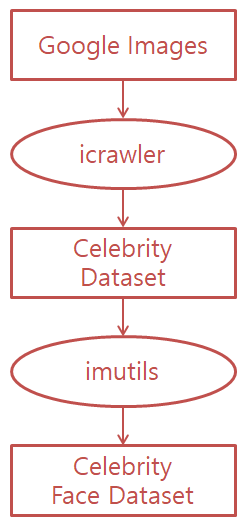 Google Images
icrawler
Celebrity
Dataset
imutils
Celebrity
Face Dataset